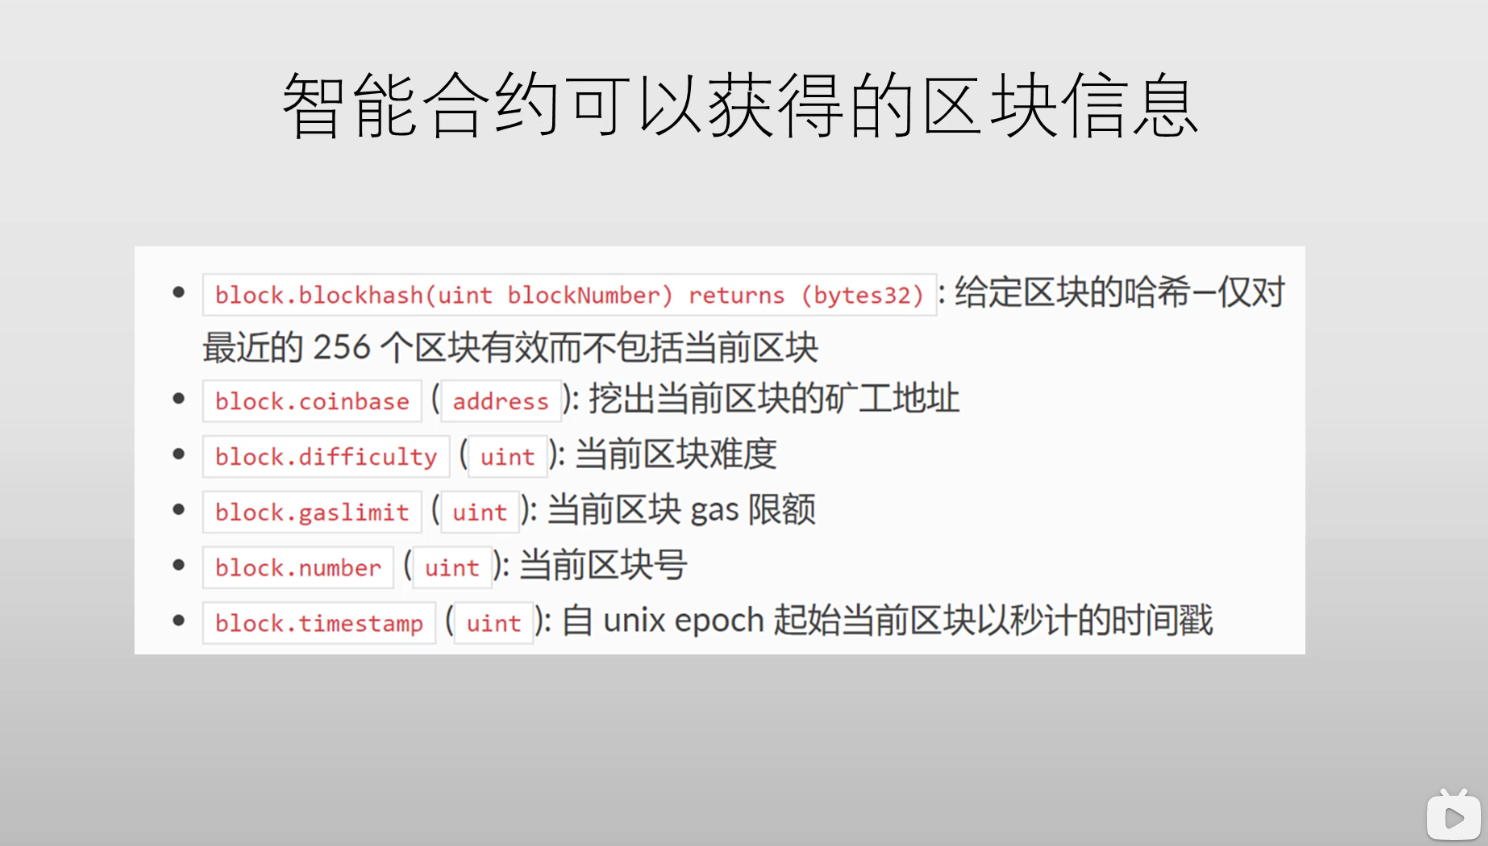 智能合约可以获得的区块信息
• block.blockhash(uint blockNumber) returns (bytes32) : 给定区块的哈希—仅对
最近的 256 个区块有效而不包括当前区块
• block.coinbase ( address ): 挖出当前区块的矿工地址
• block.difficulty ( uint ): 当前区块难度
• block.gaslimit ( uint ): 当前区块 gas 限额
• block.number ( uint ): 当前区块号
• block.timestamp ( uint ): 自 unix epoch 起始当前区块以秒计的时间戳